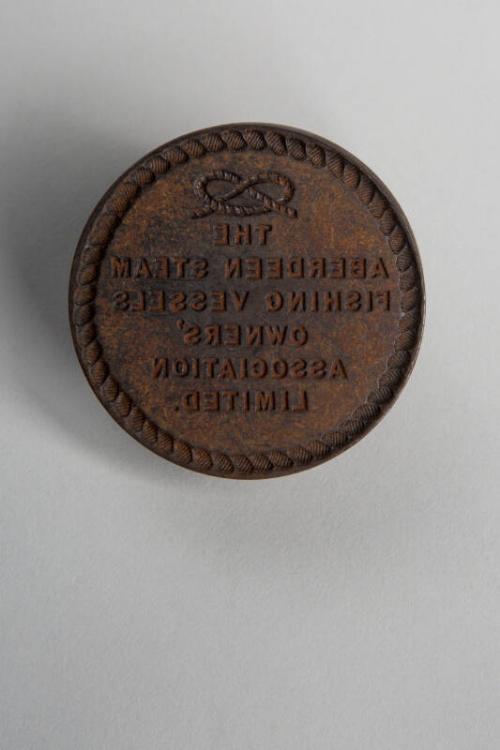 THE
ABERDEEN STEAM
FISHING VESSELS
OWNERS'
ASSOCIATION
LIMITED.